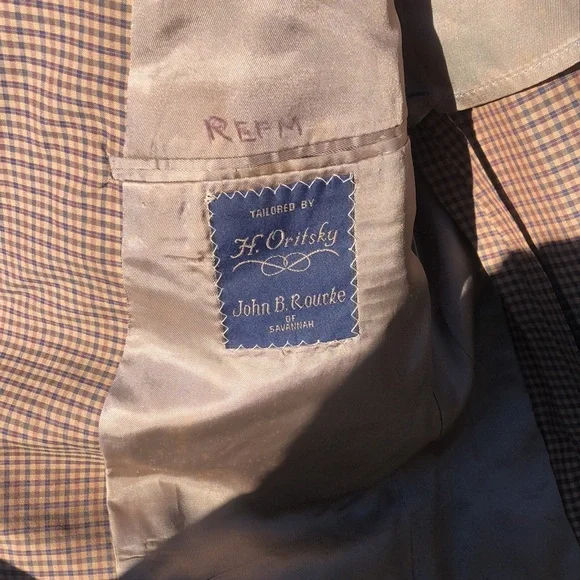 REFM
TAILORED BY
H. Oritsky
John B. Rourke
OF
SAVANNAH